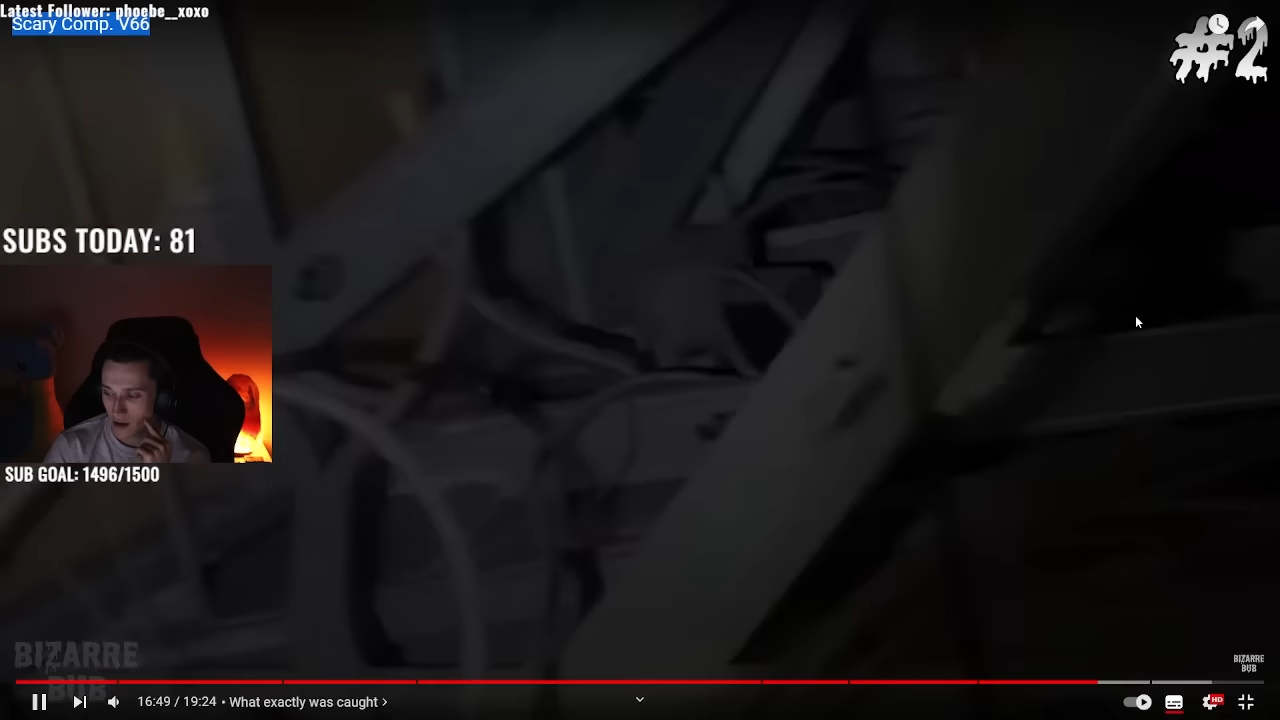 Latest Follower: phoebe__xoxo
Scary Comp. V66
#2
SUBS TODAY: 81
SUB GOAL: 1496/1500
BIZARRE
BUB
BIZARRE
BUB
16:49 / 19:24 • What exactly was caught >
HD